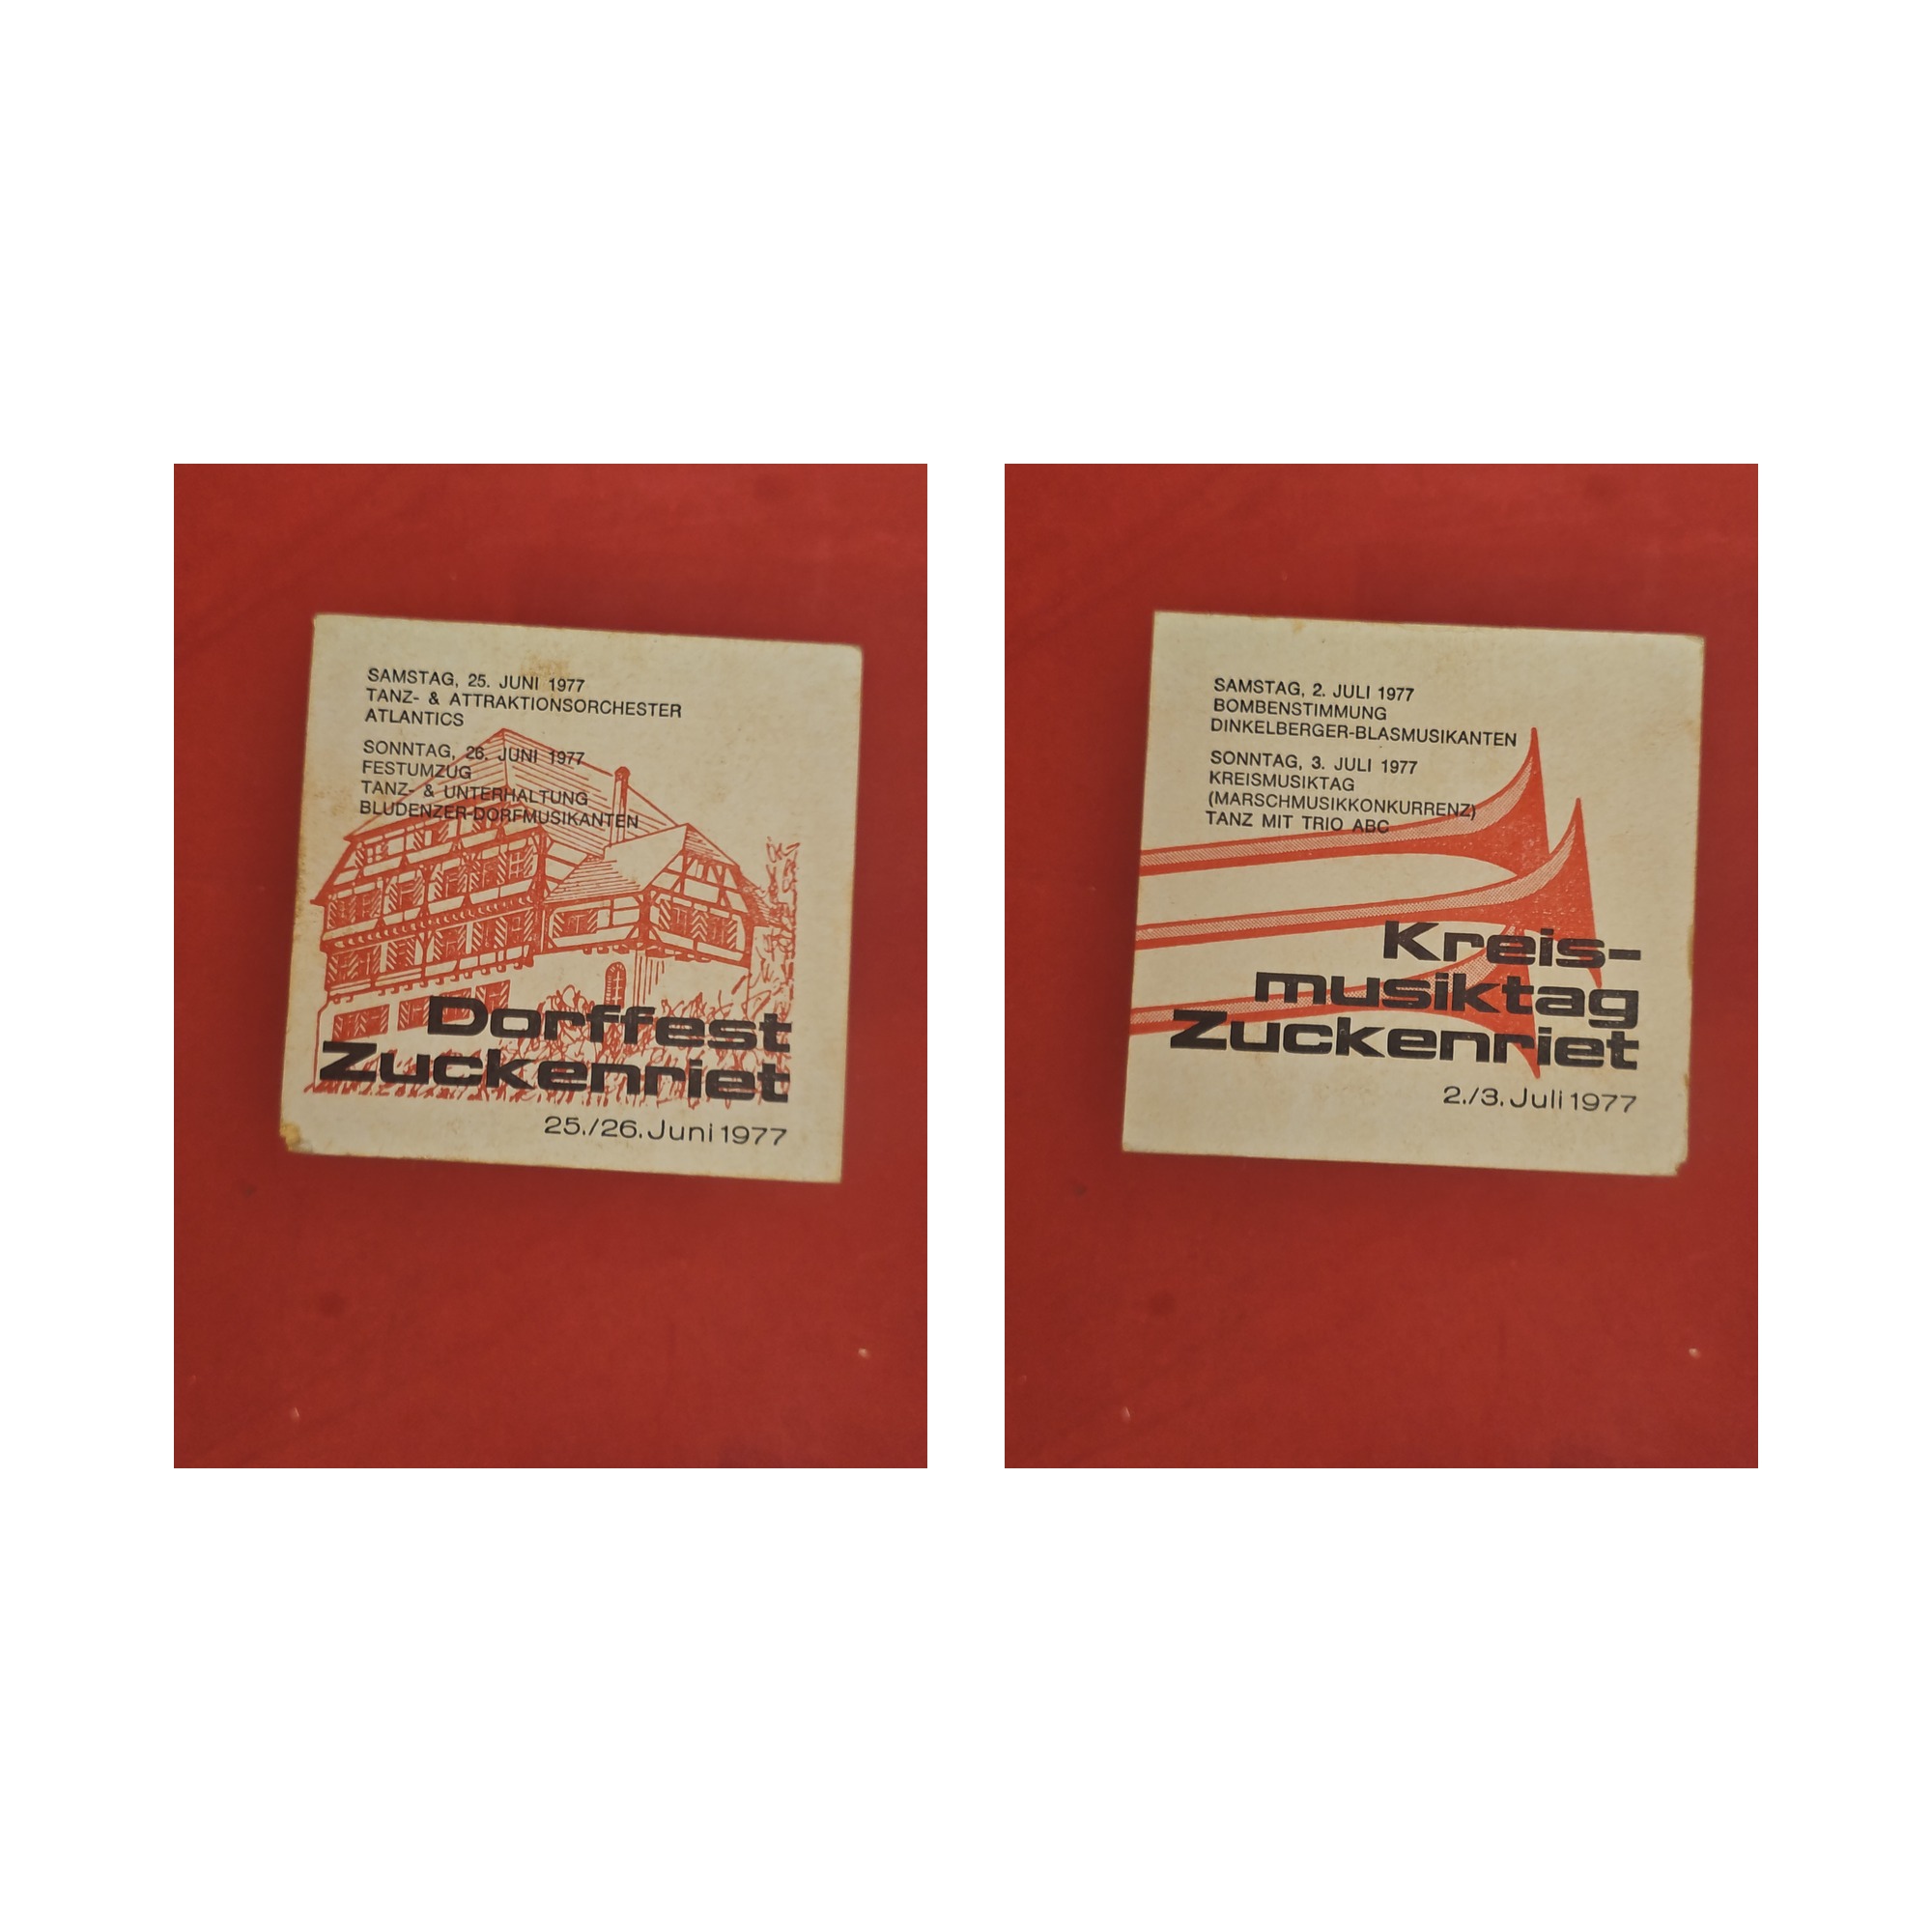 SAMSTAG, 25. JUNI 1977
TANZ- & ATTRAKTIONSORCHESTER
ATLANTICS
SONNTAG, 26. JUNI 1977
FESTUMZUG
TANZ- & UNTERHALTUNG
BLUDENZER-DORFMUSIKANTEN
Dorffest
Zuckenriet
25./26. Juni 1977
SAMSTAG, 2. JULI 1977
BOMBENSTIMMUNG
DINKELBERGER-BLASMUSIKANTEN
SONNTAG, 3. JULI 1977
KREISMUSIKTAG
(MARSCHMUSIKKONKURRENZ)
TANZ MIT TRIO ABC
Kreis-
musiktag
Zuckenriet
2./3. Juli 1977